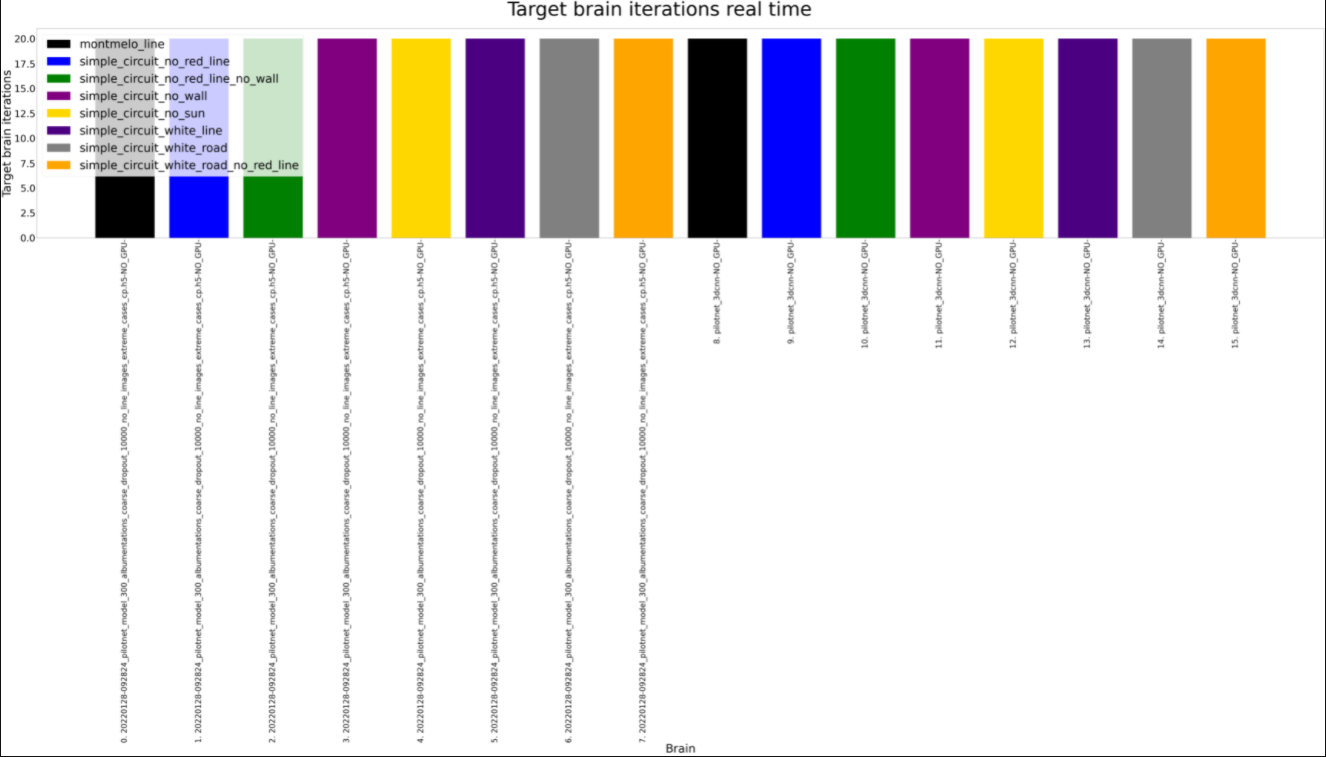 Target brain iterations real time
Target brain iterations
20.0
17.5
15.0
12.5
10.0
7.5
5.0
2.5
0.0
montmelo_line
simple_circuit_no_red_line
simple_circuit_no_red_line_no_wall
simple_circuit_no_wall
simple_circuit_no_sun
simple_circuit_white_line
simple_circuit_white_road
simple_circuit_white_road_no_red_line
0. 20220128-092824_pilotnet_model_300_albumentations_coarse_dropout_10000_no_line_images_extreme_cases_cp.h5-NO_GPU-
1. 20220128-092824_pilotnet_model_300_albumentations_coarse_dropout_10000_no_line_images_extreme_cases_cp.h5-NO_GPU-
2. 20220128-092824_pilotnet_model_300_albumentations_coarse_dropout_10000_no_line_images_extreme_cases_cp.h5-NO_GPU-
3. 20220128-092824_pilotnet_model_300_albumentations_coarse_dropout_10000_no_line_images_extreme_cases_cp.h5-NO_GPU-
4. 20220128-092824_pilotnet_model_300_albumentations_coarse_dropout_10000_no_line_images_extreme_cases_cp.h5-NO_GPU-
5. 20220128-092824_pilotnet_model_300_albumentations_coarse_dropout_10000_no_line_images_extreme_cases_cp.h5-NO_GPU-
6. 20220128-092824_pilotnet_model_300_albumentations_coarse_dropout_10000_no_line_images_extreme_cases_cp.h5-NO_GPU-
7. 20220128-092824_pilotnet_model_300_albumentations_coarse_dropout_10000_no_line_images_extreme_cases_cp.h5-NO_GPU-
8. pilotnet_3dcnn-NO_GPU-
9. pilotnet_3dcnn-NO_GPU-
10. pilotnet_3dcnn-NO_GPU-
11. pilotnet_3dcnn-NO_GPU-
12. pilotnet_3dcnn-NO_GPU-
13. pilotnet_3dcnn-NO_GPU-
14. pilotnet_3dcnn-NO_GPU-
15. pilotnet_3dcnn-NO_GPU-
Brain